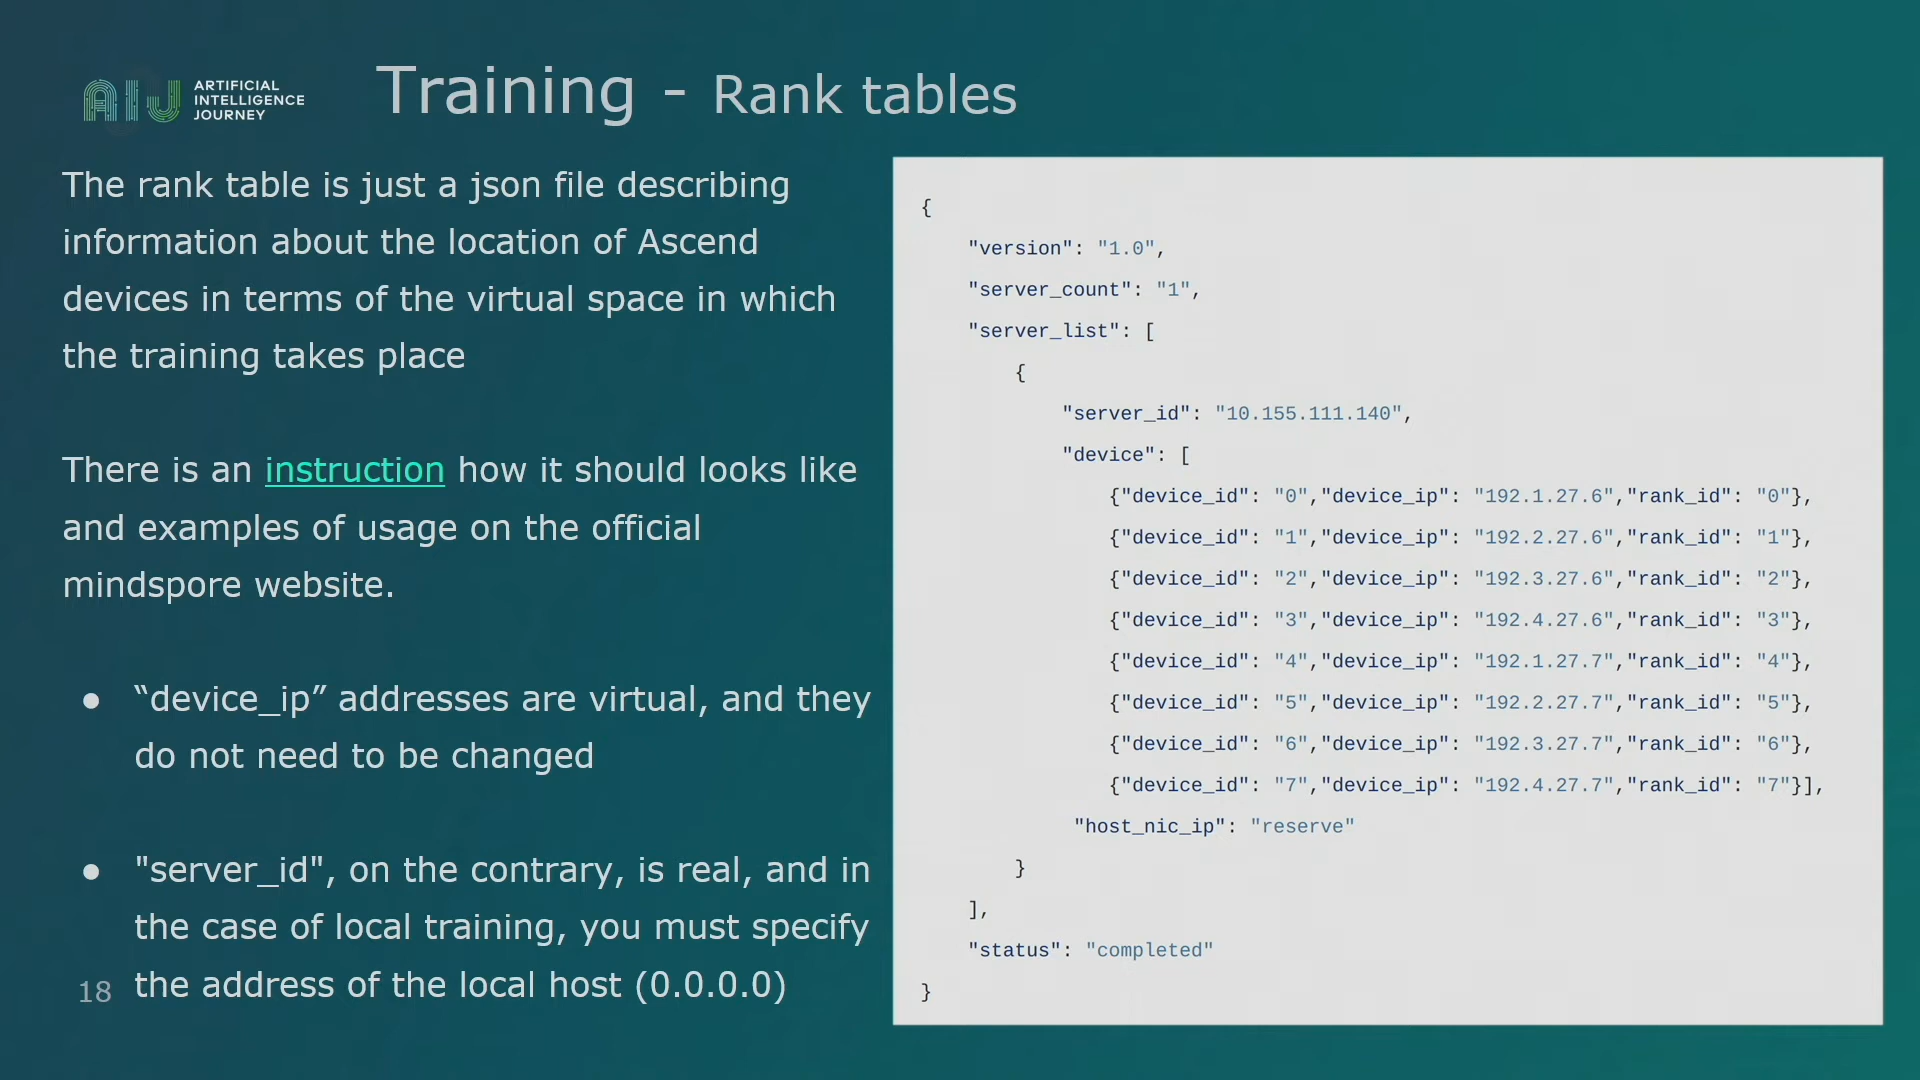 ARTIFICIAL
INTELLIGENCE
JOURNEY
Training - Rank tables
The rank table is just a json file describing
information about the location of Ascend
devices in terms of the virtual space in which
the training takes place
There is an instruction how it should looks like
and examples of usage on the official
mindspore website.
● “device_ip” addresses are virtual, and they
do not need to be changed
● "server_id", on the contrary, is real, and in
the case of local training, you must specify
the address of the local host (0.0.0.0)
18
{
"version": "1.0",
"server_count": "1",
"server_list": [
{
"server_id": "10.155.111.140",
"device": [
{"device_id": "0","device_ip": "192.1.27.6","rank_id": "0"},
{"device_id": "1","device_ip": "192.2.27.6","rank_id": "1"},
{"device_id": "2","device_ip": "192.3.27.6","rank_id": "2"},
{"device_id": "3","device_ip": "192.4.27.6","rank_id": "3"},
{"device_id": "4","device_ip": "192.1.27.7","rank_id": "4"},
{"device_id": "5","device_ip": "192.2.27.7","rank_id": "5"},
{"device_id": "6","device_ip": "192.3.27.7","rank_id": "6"},
{"device_id": "7","device_ip": "192.4.27.7","rank_id": "7"}],
"host_nic_ip": "reserve"
}
],
"status": "completed"
}